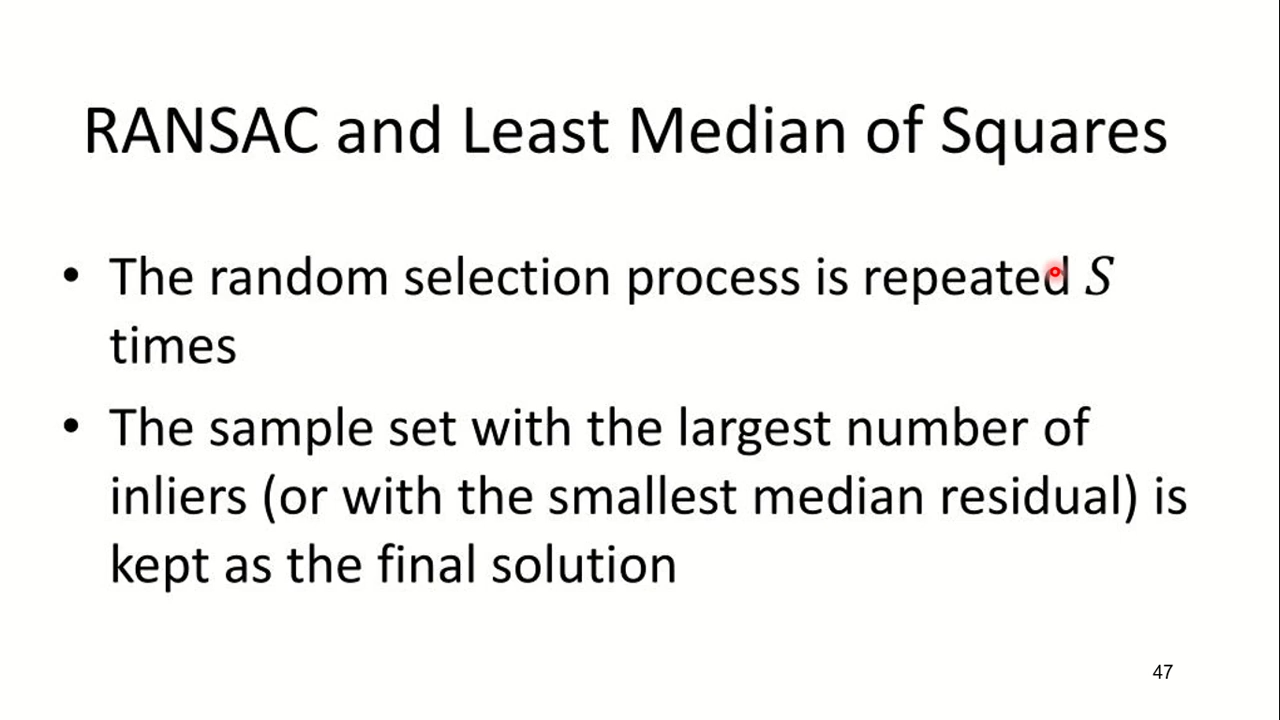 RANSAC and Least Median of Squares
• The random selection process is repeated S
times
• The sample set with the largest number of
inliers (or with the smallest median residual) is
kept as the final solution
47